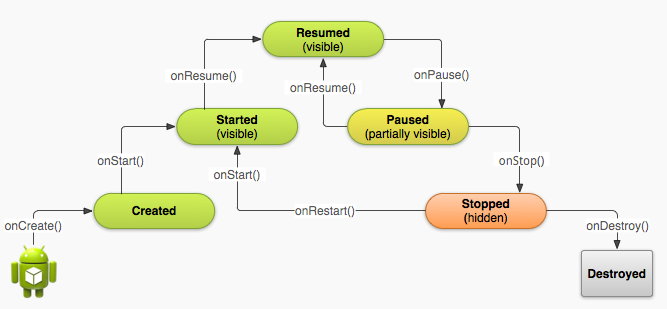 Resumed
(visible)
onResume()
onResume()
onPause()
Started
(visible)
Paused
(partially visible)
onStart()
onStart()
onStop()
Created
onRestart()
Stopped
(hidden)
onCreate()
onDestroy()
Destroyed